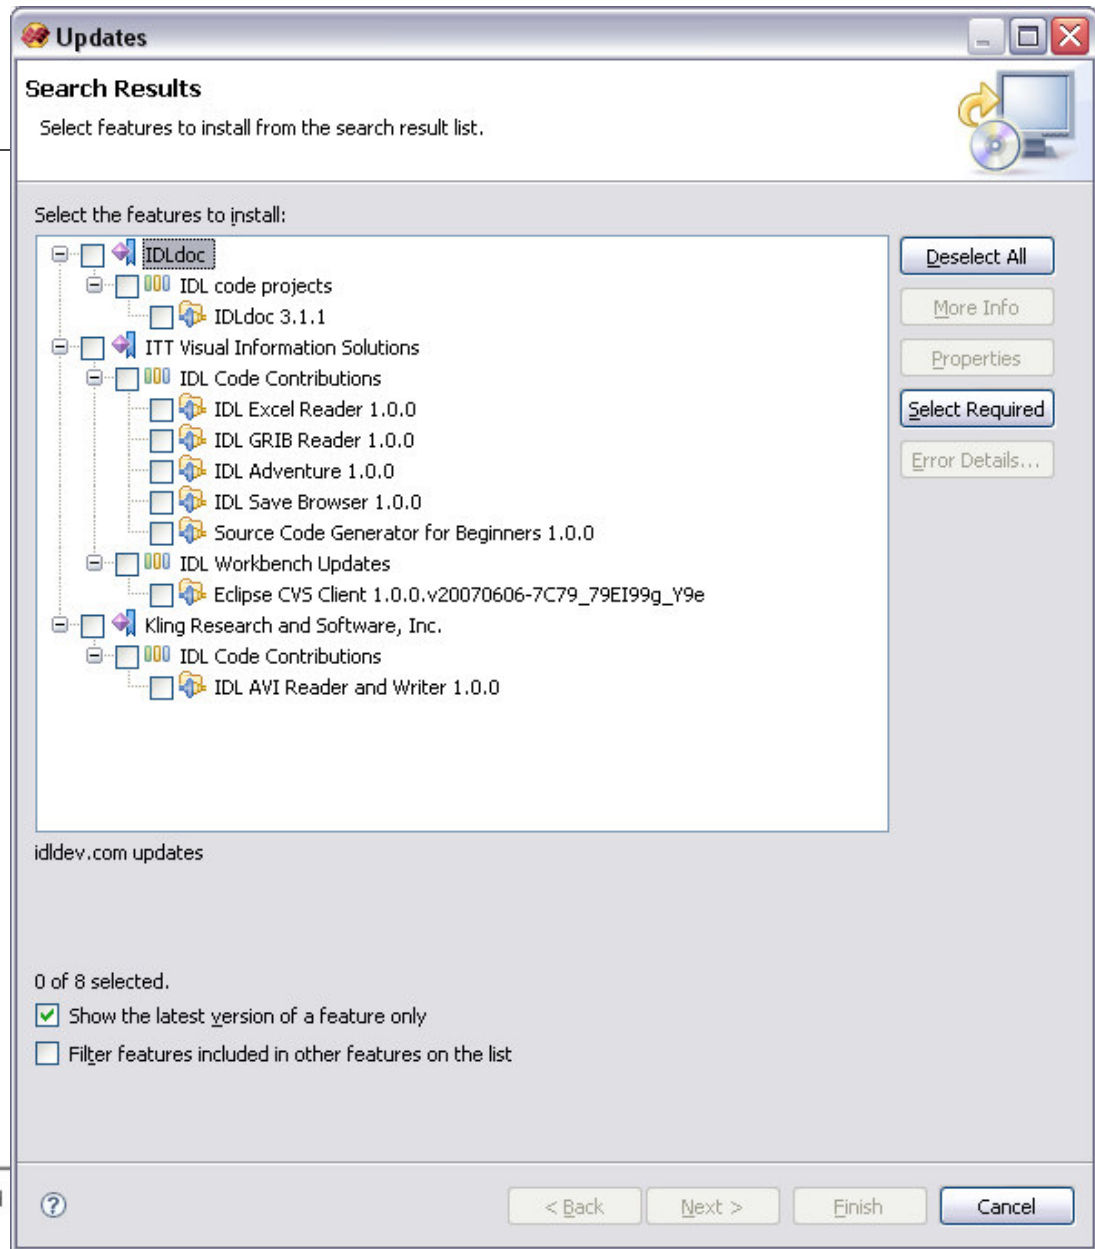 Updates
Search Results
Select features to install from the search result list.
Select the features to install:
IDLdoc
IDL code projects
IDLdoc 3.1.1
ITT Visual Information Solutions
IDL Code Contributions
IDL Excel Reader 1.0.0
IDL GRIB Reader 1.0.0
IDL Adventure 1.0.0
IDL Save Browser 1.0.0
Source Code Generator for Beginners 1.0.0
IDL Workbench Updates
Eclipse CVS Client 1.0.0.v20070606-7C79_79EI99g_Y9e
Kling Research and Software, Inc.
IDL Code Contributions
IDL AVI Reader and Writer 1.0.0
Deselect All
More Info
Properties
Select Required
Error Details...
idldev.com updates
0 of 8 selected.
Show the latest version of a feature only
Filter features included in other features on the list
? < Back Next > Finish Cancel